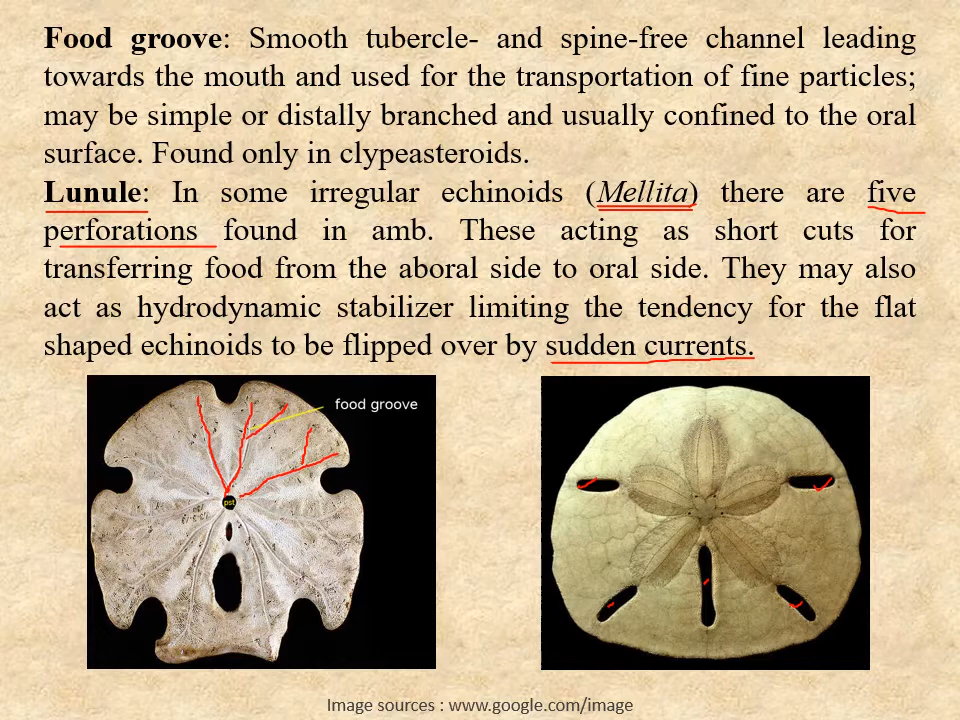 Food groove: Smooth tubercle- and spine-free channel leading
towards the mouth and used for the transportation of fine particles;
may be simple or distally branched and usually confined to the oral
surface. Found only in clypeasteroids.
Lunule: In some irregular echinoids (Mellita) there are five
perforations found in amb. These acting as short cuts for
transferring food from the aboral side to oral side. They may also
act as hydrodynamic stabilizer limiting the tendency for the flat
shaped echinoids to be flipped over by sudden currents.
food groove
pst
Image sources : www.google.com/image